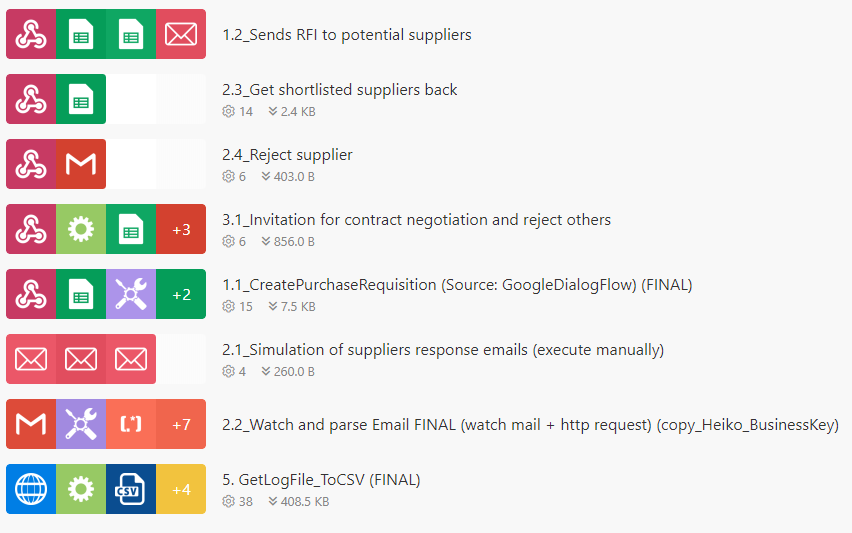 1.2_Sends RFI to potential suppliers
2.3_Get shortlisted suppliers back
14 2.4 KB
2.4_Reject supplier
6 403.0 B
+3 3.1_Invitation for contract negotiation and reject others
6 856.0 B
+2 1.1_CreatePurchaseRequisition (Source: GoogleDialogFlow) (FINAL)
15 7.5 KB
2.1_Simulation of suppliers response emails (execute manually)
4 260.0 B
(.*) +7 2.2_Watch and parse Email FINAL (watch mail + http request) (copy_Heiko_BusinessKey)
CSV +4 5. GetLogFile_ToCSV (FINAL)
38 408.5 KB